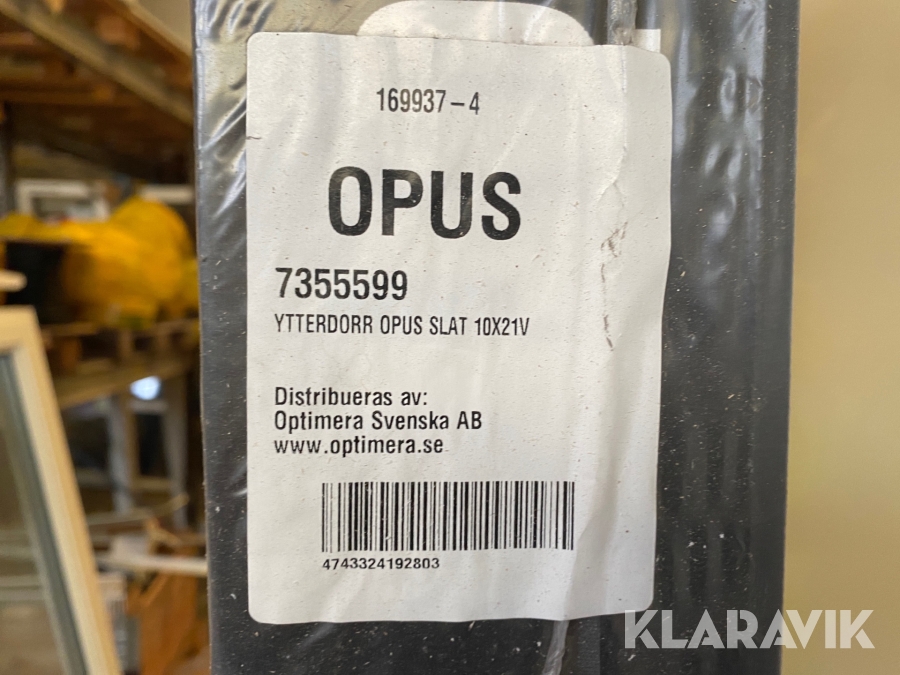 169937-4
OPUS
7355599
YTTERDORR OPUS SLAT 10X21V
Distribueras av:
Optimera Svenska AB
www.optimera.se
4743324192803
KLARAVIK